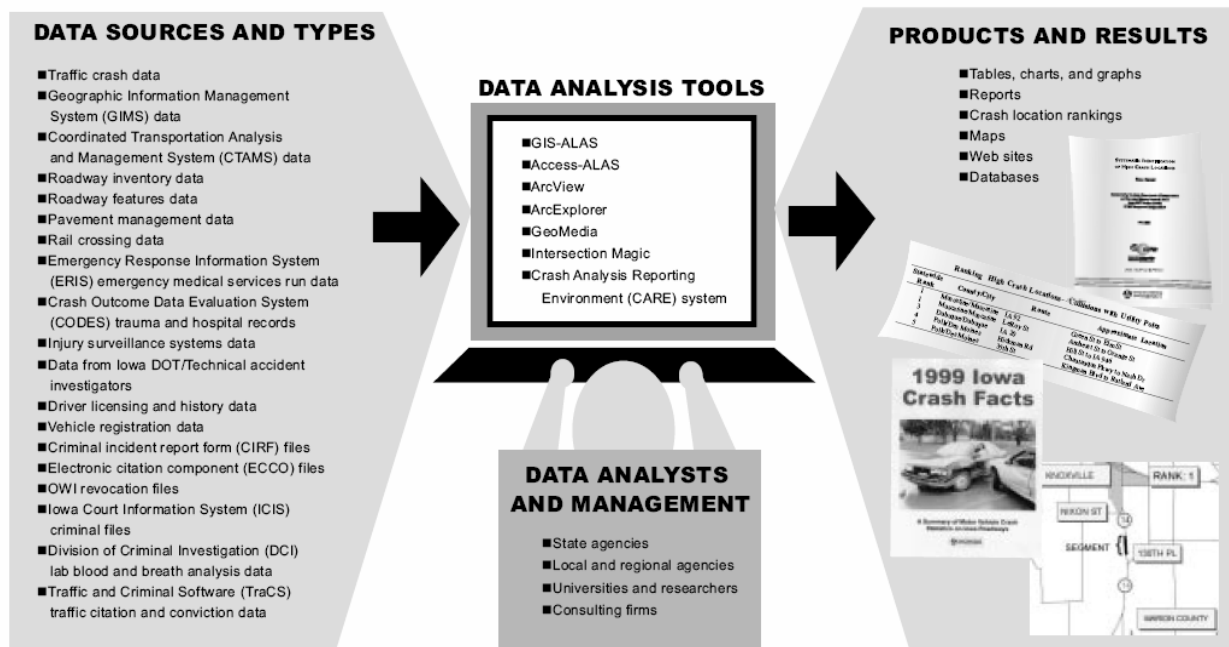 DATA SOURCES AND TYPES
■Traffic crash data
■Geographic Information Management
System (GIMS) data
■Coordinated Transportation Analysis
and Management System (CTAMS) data
■Roadway inventory data
■Roadway features data
■Pavement management data
■Rail crossing data
■Emergency Response Information System
(ERIS) emergency medical services run data
■Crash Outcome Data Evaluation System
(CODES) trauma and hospital records
■Injury surveillance systems data
■Data from Iowa DOT/Technical accident
investigators
■Driver licensing and history data
■Vehicle registration data
■Criminal incident report form (CIRF) files
■Electronic citation component (ECCO) files
■OWI revocation files
■Iowa Court Information System (ICIS)
criminal files
■Division of Criminal Investigation (DCI)
lab blood and breath analysis data
■Traffic and Criminal Software (TraCS)
traffic citation and conviction data
DATA ANALYSIS TOOLS
■GIS-ALAS
■Access-ALAS
■ArcView
■ArcExplorer
■GeoMedia
■Intersection Magic
■Crash Analysis Reporting
Environment (CARE) system
DATA ANALYSTS
AND MANAGEMENT
■State agencies
■Local and regional agencies
■Universities and researchers
■Consulting firms
PRODUCTS AND RESULTS
■Tables, charts, and graphs
■Reports
■Crash location rankings
■Maps
■Web sites
■Databases
Ranking High Crash Locations—Collisions with Utility Point
Statewide
Rank County/City Route Approximate Location
1999 Iowa
Crash Facts
A Summary of Motor Vehicle Crash
KNOXVILLE
RANK: 1
NIXON ST
14
SEGMENT
130TH PL
MARION COUNTY